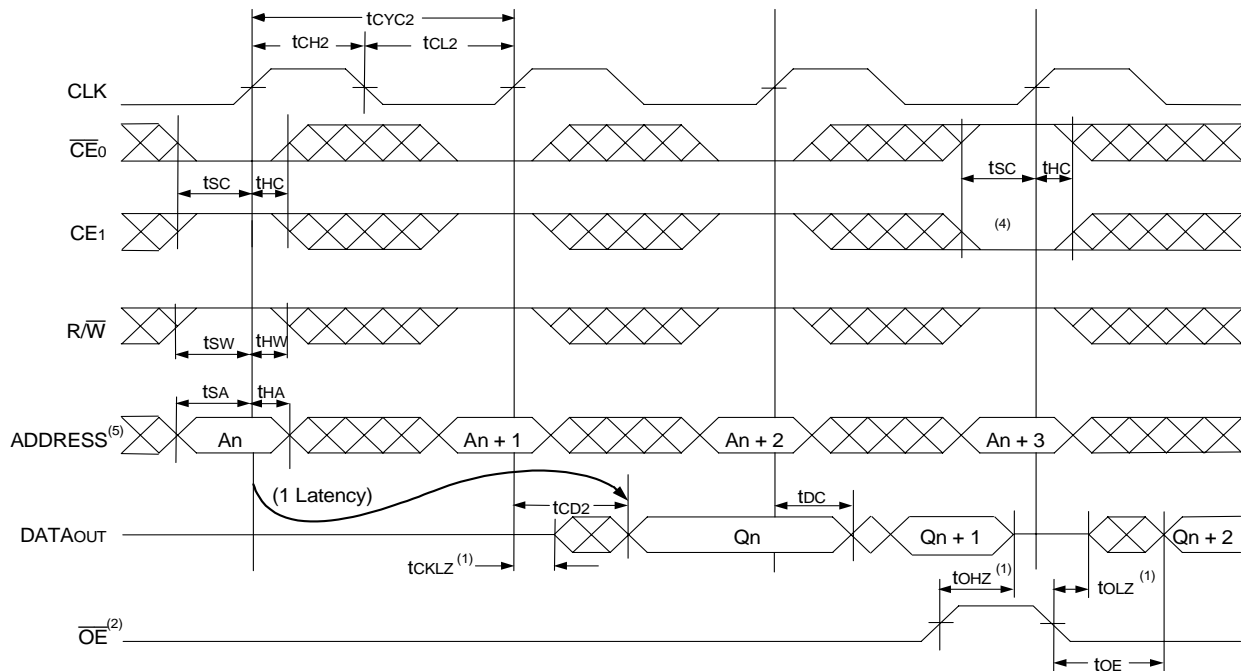 tCYC2
tCH2
tCL2
CLK
CE0
tSC
tHC
tSC
tHC
CE1
(4)
R/W
tSW
tHW
tSA
tHA
ADDRESS(5)
An
An + 1
An + 2
An + 3
(1 Latency)
tCD2
tDC
DATAOUT
Qn
Qn + 1
Qn + 2
tCKLZ(1)
tOHZ(1)
tOLZ(1)
OE(2)
tOE